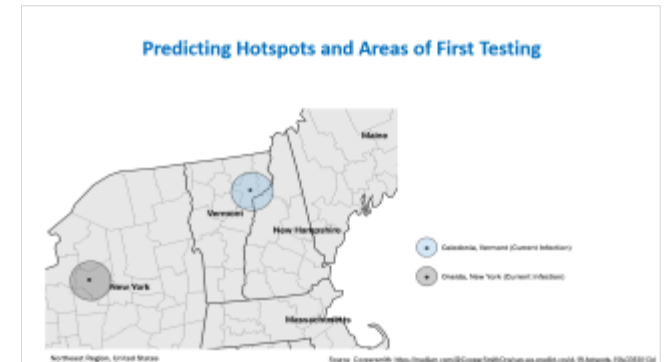 Predicting Hotspots and Areas of First Testing
Maine
Vermont
New Hampshire
Caledonia, Vermont (Current Infection)
Oneida, New York (Current Infection)
New York
Massachusetts
Northeast Region, United States
Source: